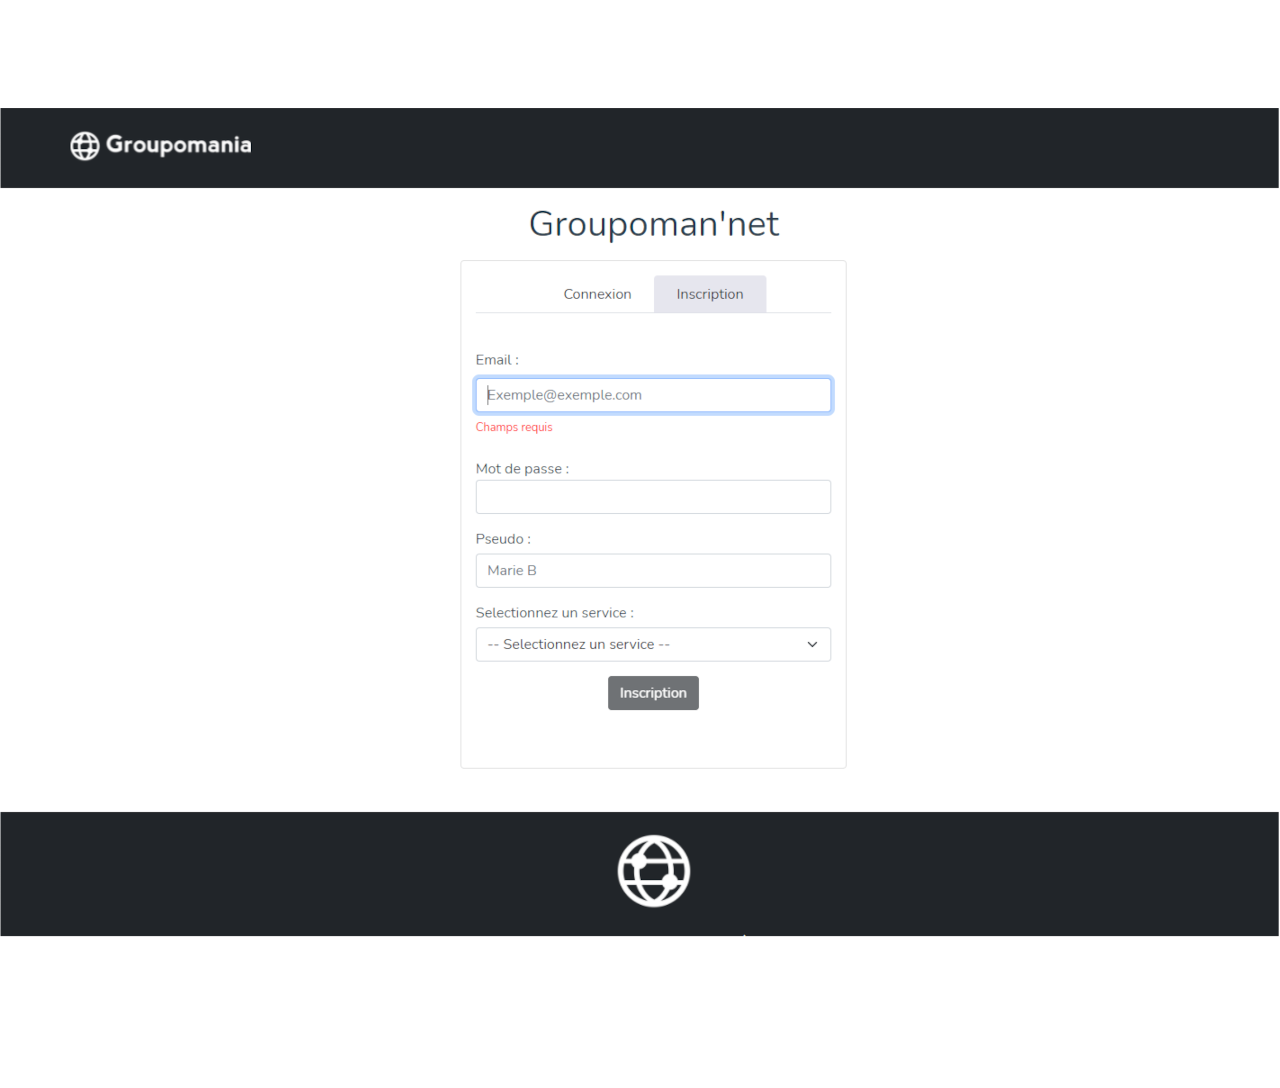 Groupomania
Groupoman'net
Connexion Inscription
Email :
Exemple@exemple.com
Champs requis
Mot de passe :
Pseudo :
Marie B
Selectionnez un service :
-- Selectionnez un service --
Inscription